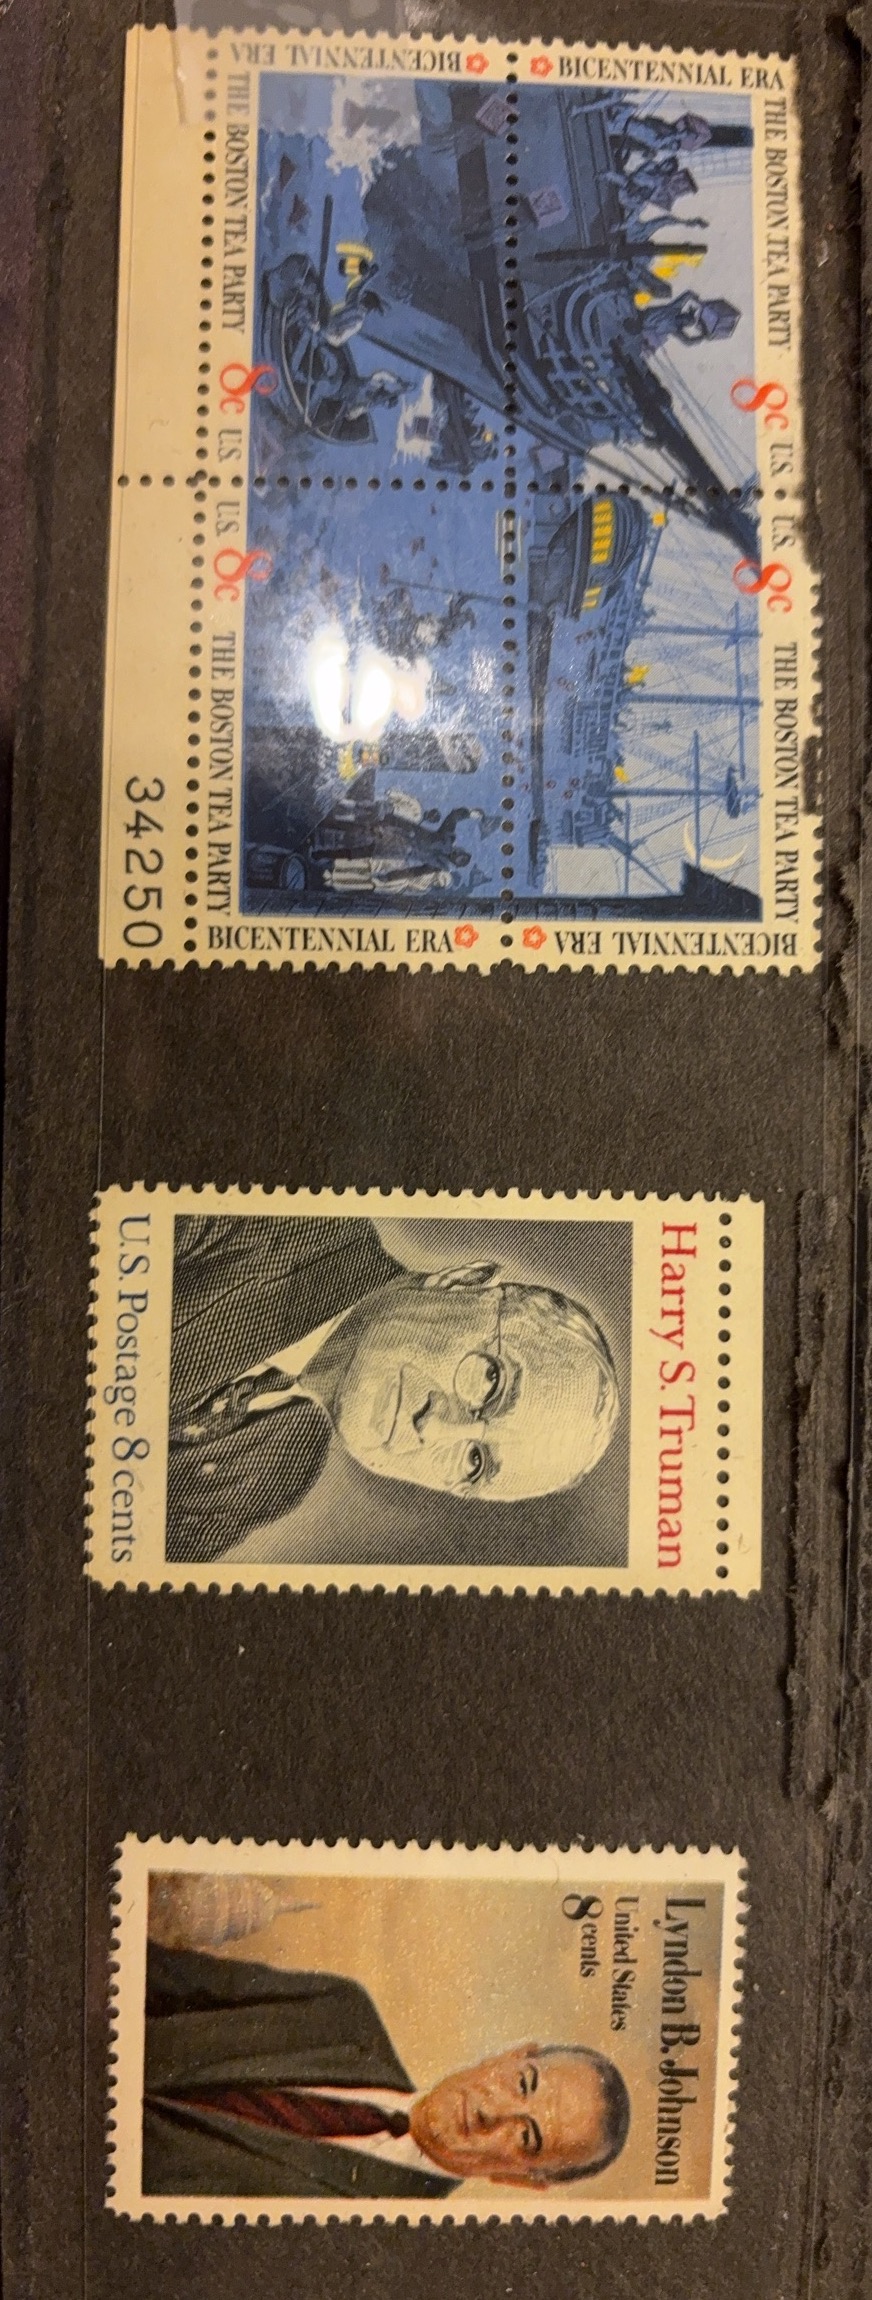 BICENTENNIAL ERA
BICENTENNIAL ERA
THE BOSTON TEA PARTY
8c U.S.
THE BOSTON TEA PARTY
8c U.S.
U.S. 8c
THE BOSTON TEA PARTY
U.S. 8c
THE BOSTON TEA PARTY
BICENTENNIAL ERA
BICENTENNIAL ERA
34250
Harry S. Truman
U.S. Postage 8 cents
Lyndon B. Johnson
United States
8 cents